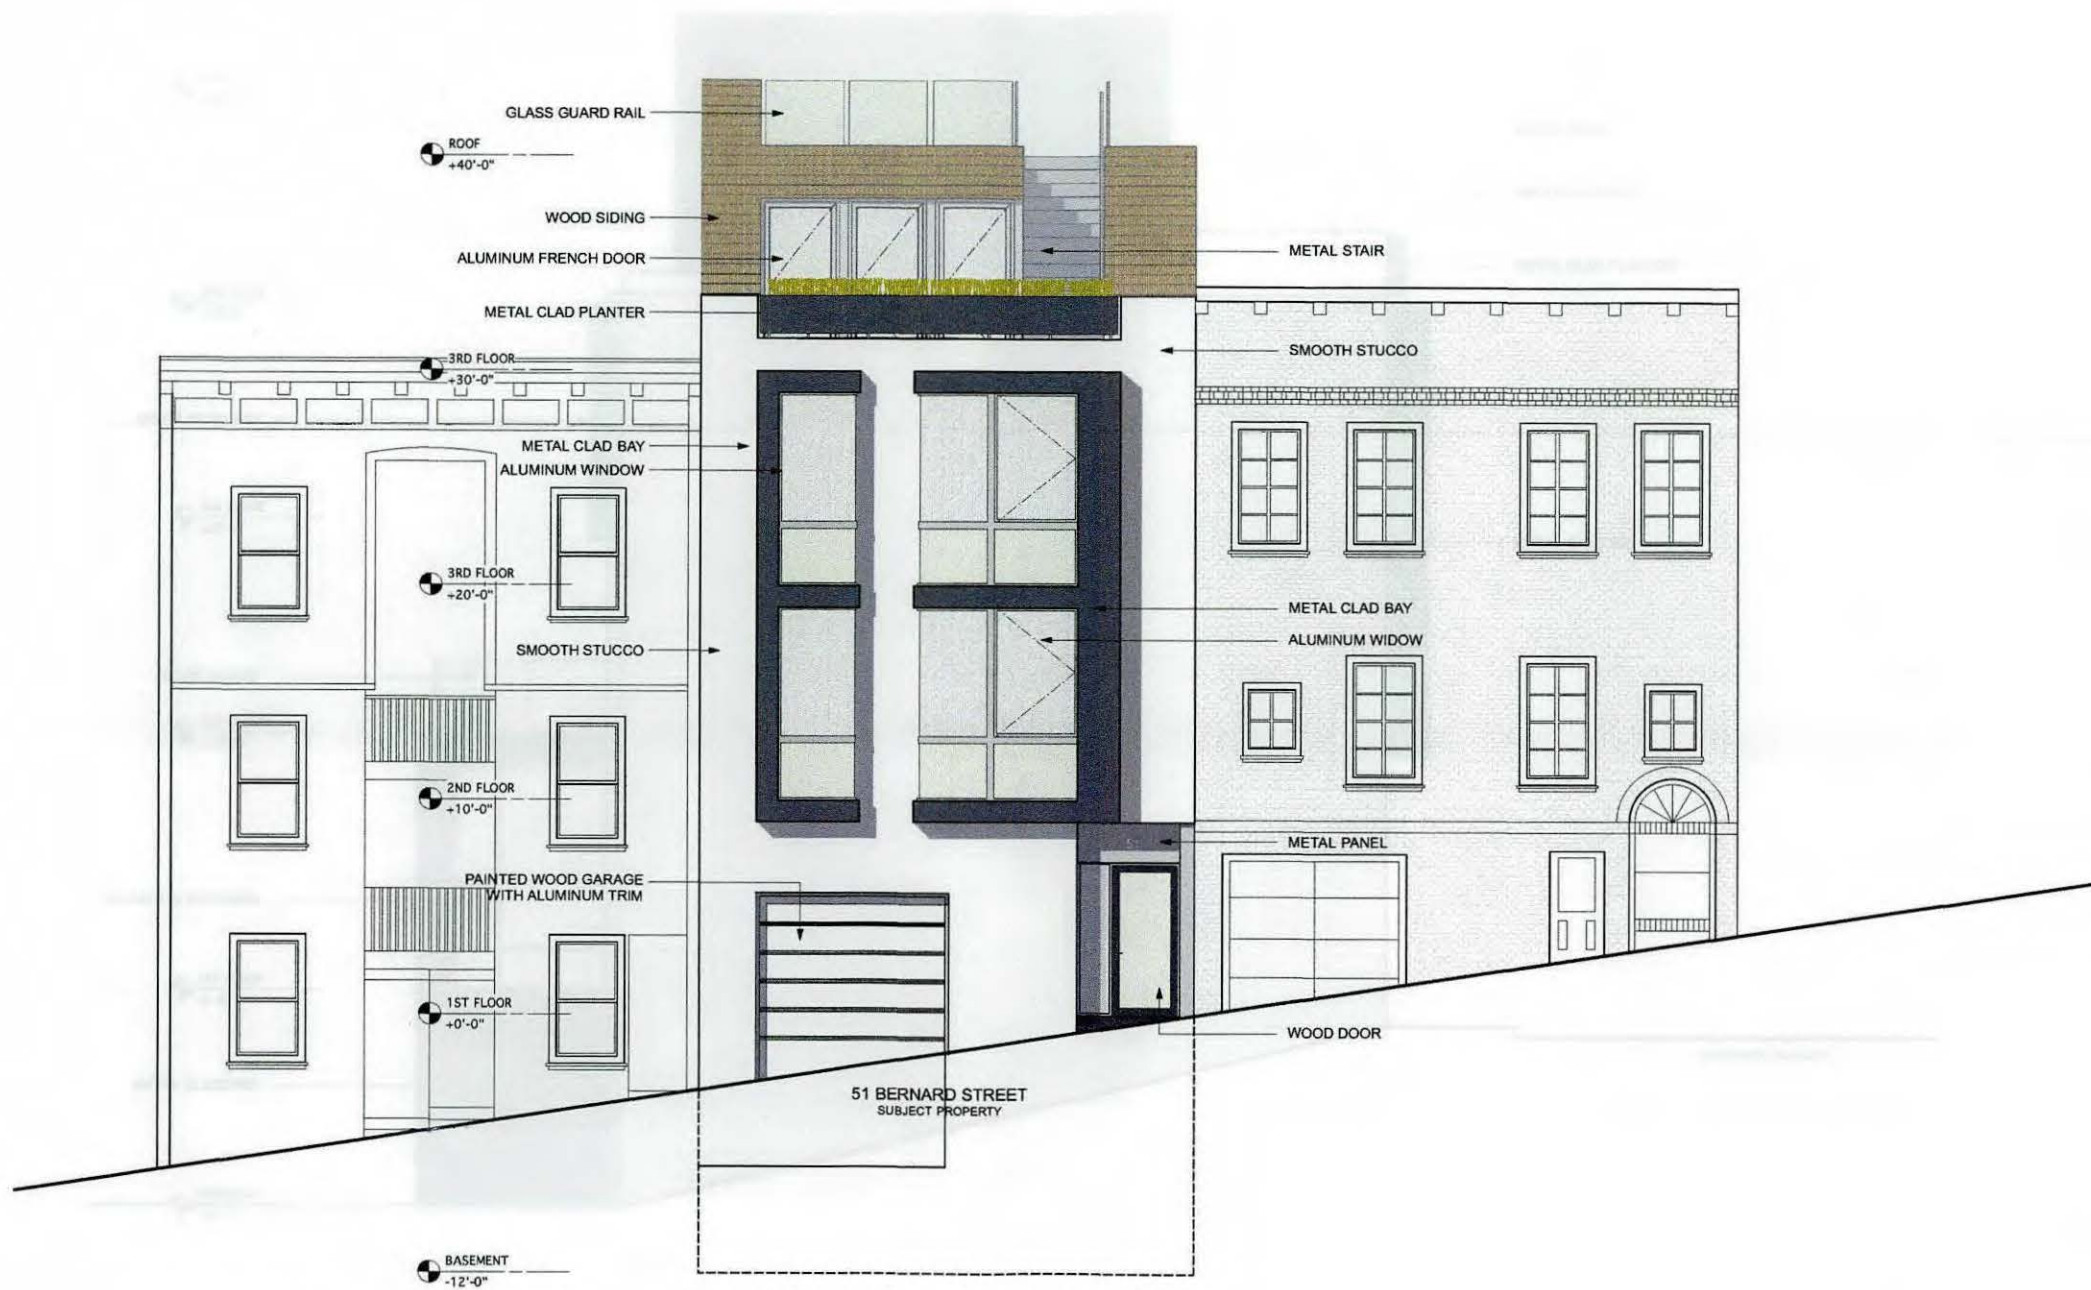 GLASS GUARD RAIL
ROOF
+40'-0"
WOOD SIDING
ALUMINUM FRENCH DOOR
METAL STAIR
METAL CLAD PLANTER
3RD FLOOR
+30'-0"
SMOOTH STUCCO
METAL CLAD BAY
ALUMINUM WINDOW
3RD FLOOR
+20'-0"
METAL CLAD BAY
ALUMINUM WIDOW
SMOOTH STUCCO
2ND FLOOR
+10'-0"
METAL PANEL
PAINTED WOOD GARAGE
WITH ALUMINUM TRIM
1ST FLOOR
+0'-0"
WOOD DOOR
51 BERNARD STREET
SUBJECT PROPERTY
BASEMENT
-12'-0"